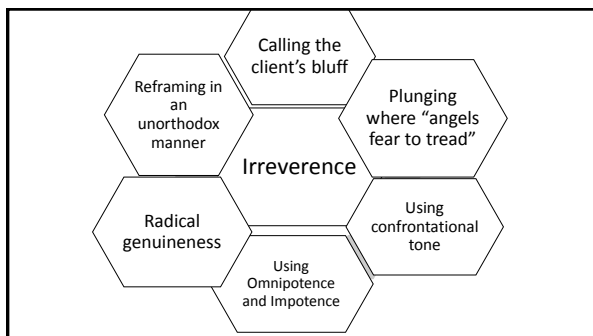 Calling the
client’s bluff
Reframing in
an
unorthodox
manner
Plunging
where “angels
fear to tread”
Irreverence
Radical
genuineness
Using
confrontational
tone
Using
Omnipotence
and Impotence